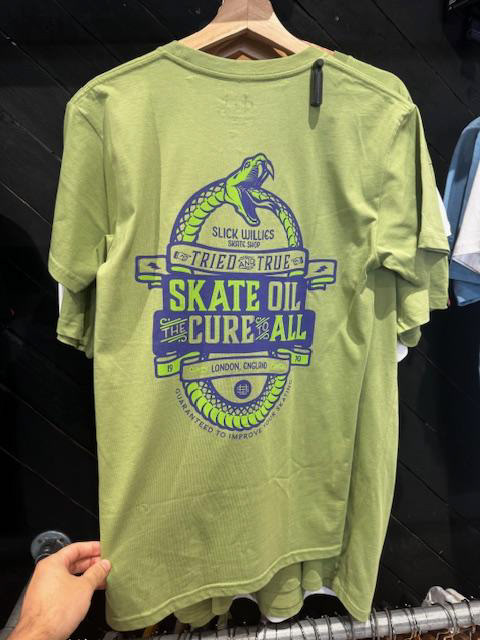 SLICK WILLIES
SKATE SHOP
TRIED AND TRUE
SKATE OIL
THE CURE TO ALL
19 70
LONDON, ENGLAND
GUARANTEED TO IMPROVE YOUR SKATING